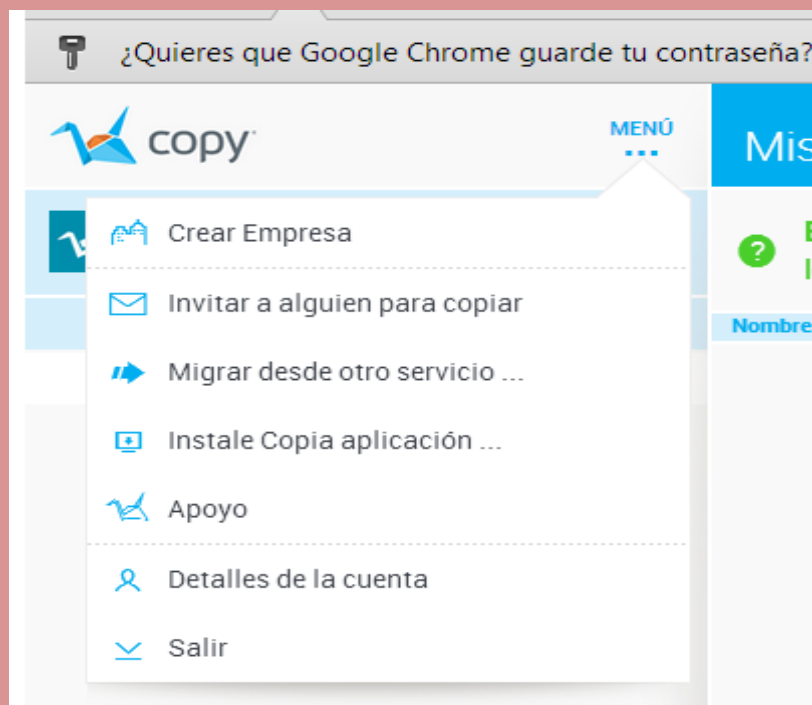 ¿Quieres que Google Chrome guarde tu contraseña?
copy
MENÚ
Mis
Crear Empresa
Invitar a alguien para copiar
Nombre
Migrar desde otro servicio ...
Instale Copia aplicación ...
Apoyo
Detalles de la cuenta
Salir